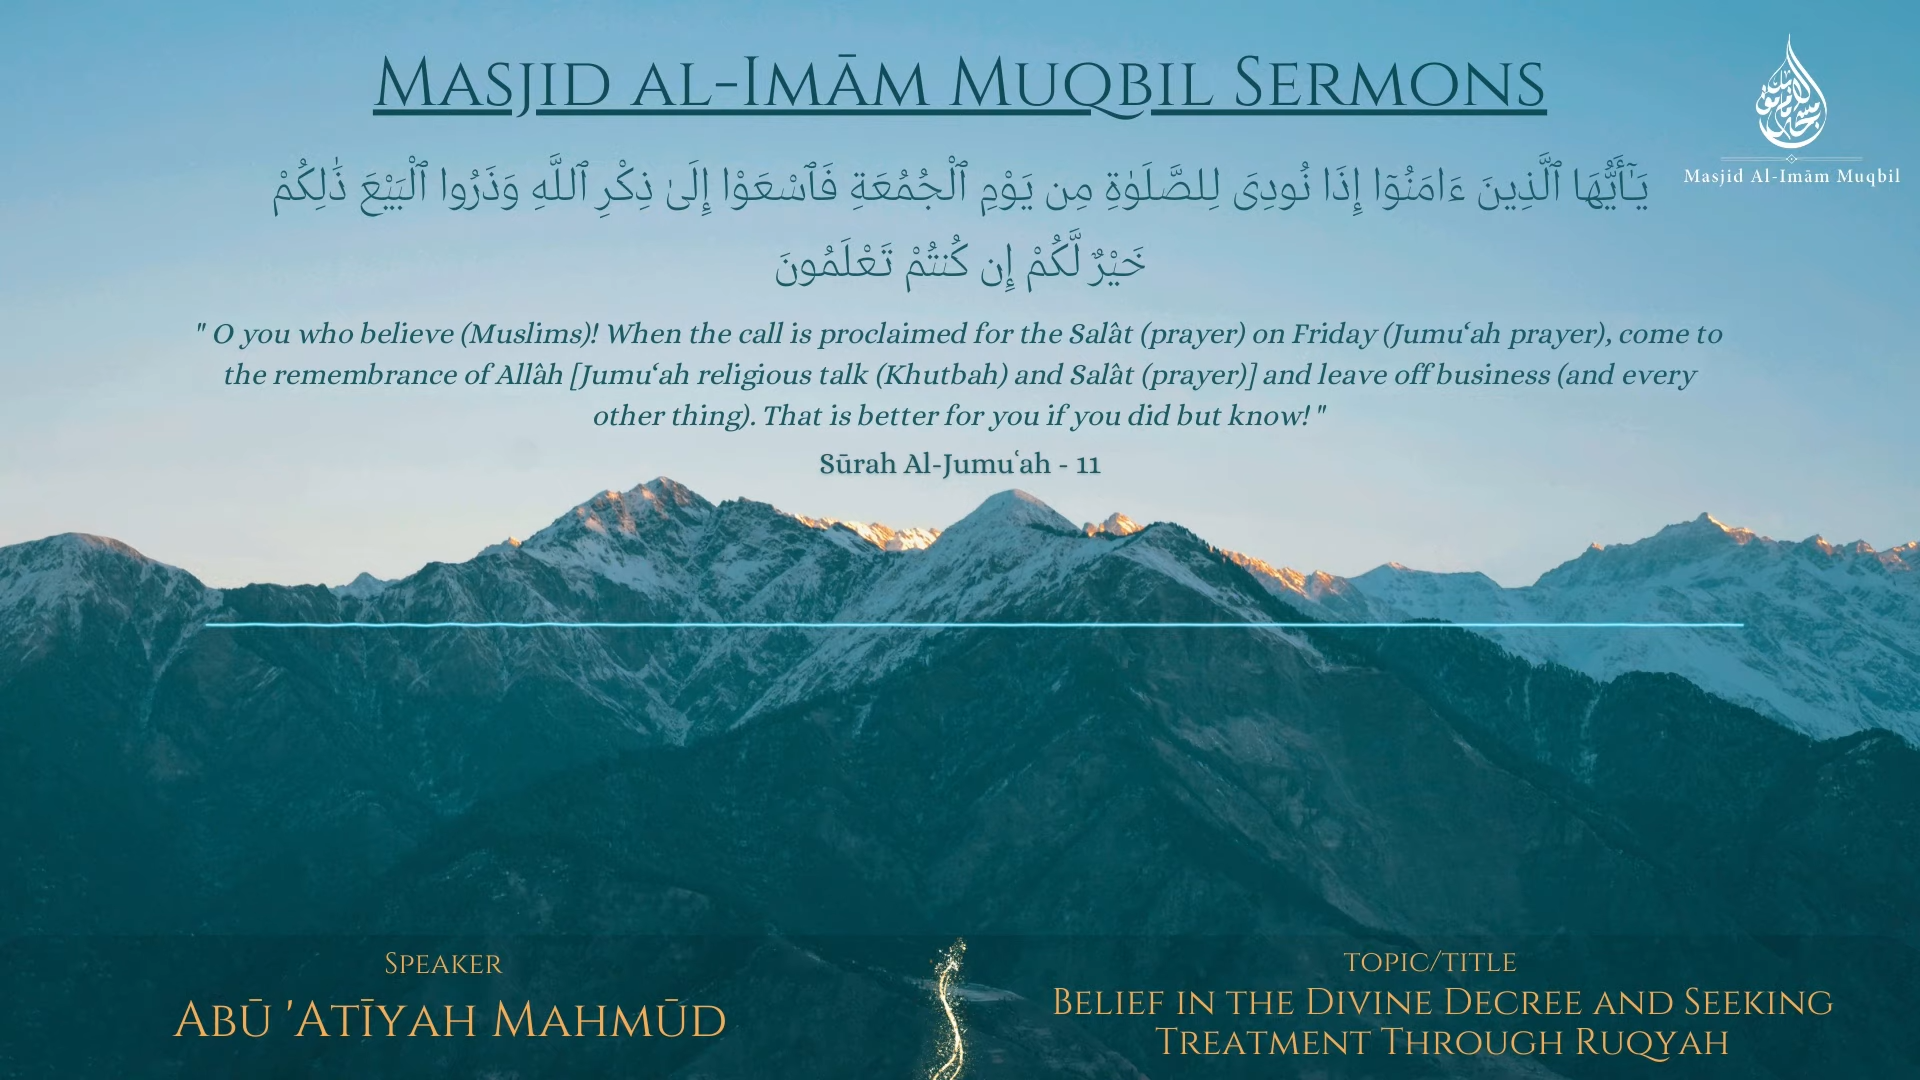 Masjid al-Imām Muqbil Sermons
Masjid Al-Imām Muqbil
يَـٰٓأَيُّهَا ٱلَّذِينَ ءَامَنُوٓا إِذَا نُودِىَ لِلصَّلَوٰةِ مِن يَوْمِ ٱلْجُمُعَةِ فَٱسْعَوْا إِلَىٰ ذِكْرِ ٱللَّهِ وَذَرُوا ٱلْبَيْعَ ذَٰلِكُمْ
خَيْرٌ لَّكُمْ إِن كُنتُمْ تَعْلَمُونَ
" O you who believe (Muslims)! When the call is proclaimed for the Salât (prayer) on Friday (Jumu‘ah prayer), come to
the remembrance of Allâh [Jumu‘ah religious talk (Khutbah) and Salât (prayer)] and leave off business (and every
other thing). That is better for you if you did but know! "
Sūrah Al-Jumuʿah - 11
Speaker
Abū 'Atīyah Mahmūd
topic/title
Belief in the Divine Decree and Seeking
Treatment Through Ruqyah